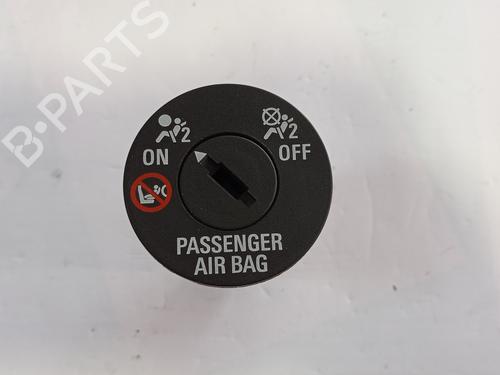 B-PARTS
2 2
ON OFF
PASSENGER
AIR BAG